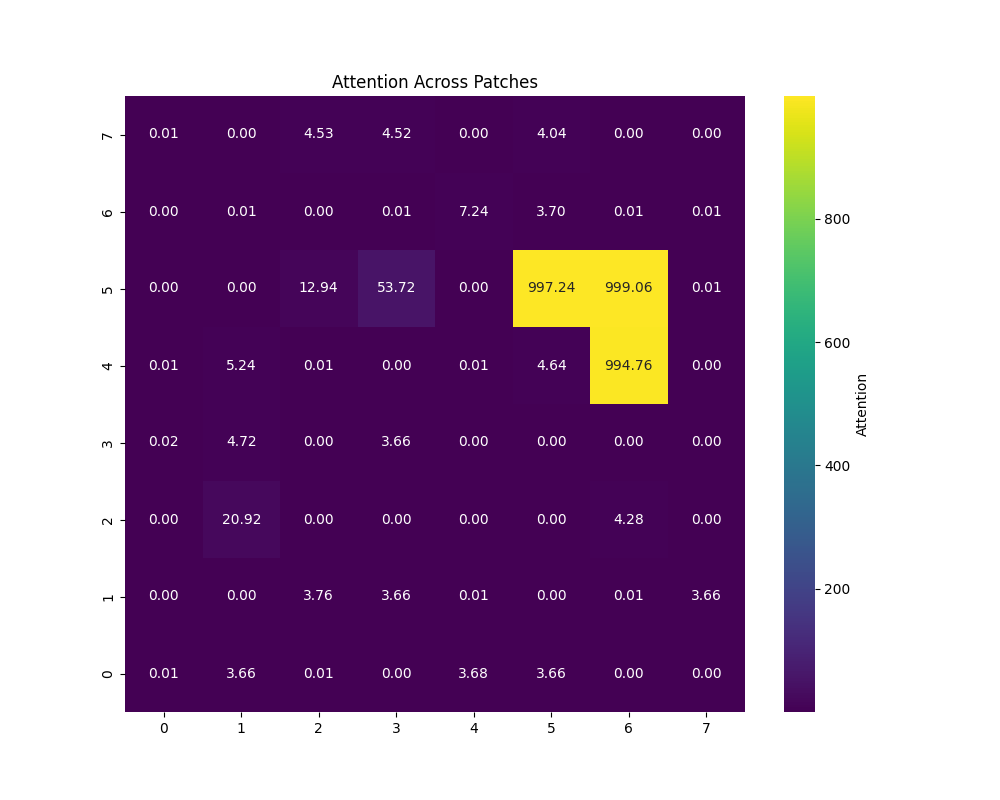 Attention Across Patches
7 0.01 0.00 4.53 4.52 0.00 4.04 0.00 0.00
6 0.00 0.01 0.00 0.01 7.24 3.70 0.01 0.01
800
5 0.00 0.00 12.94 53.72 0.00 997.24 999.06 0.01
600
4 0.01 5.24 0.01 0.00 0.01 4.64 994.76 0.00
Attention
3 0.02 4.72 0.00 3.66 0.00 0.00 0.00 0.00
400
2 0.00 20.92 0.00 0.00 0.00 0.00 4.28 0.00
200
1 0.00 0.00 3.76 3.66 0.01 0.00 0.01 3.66
0 0.01 3.66 0.01 0.00 3.68 3.66 0.00 0.00
0 1 2 3 4 5 6 7